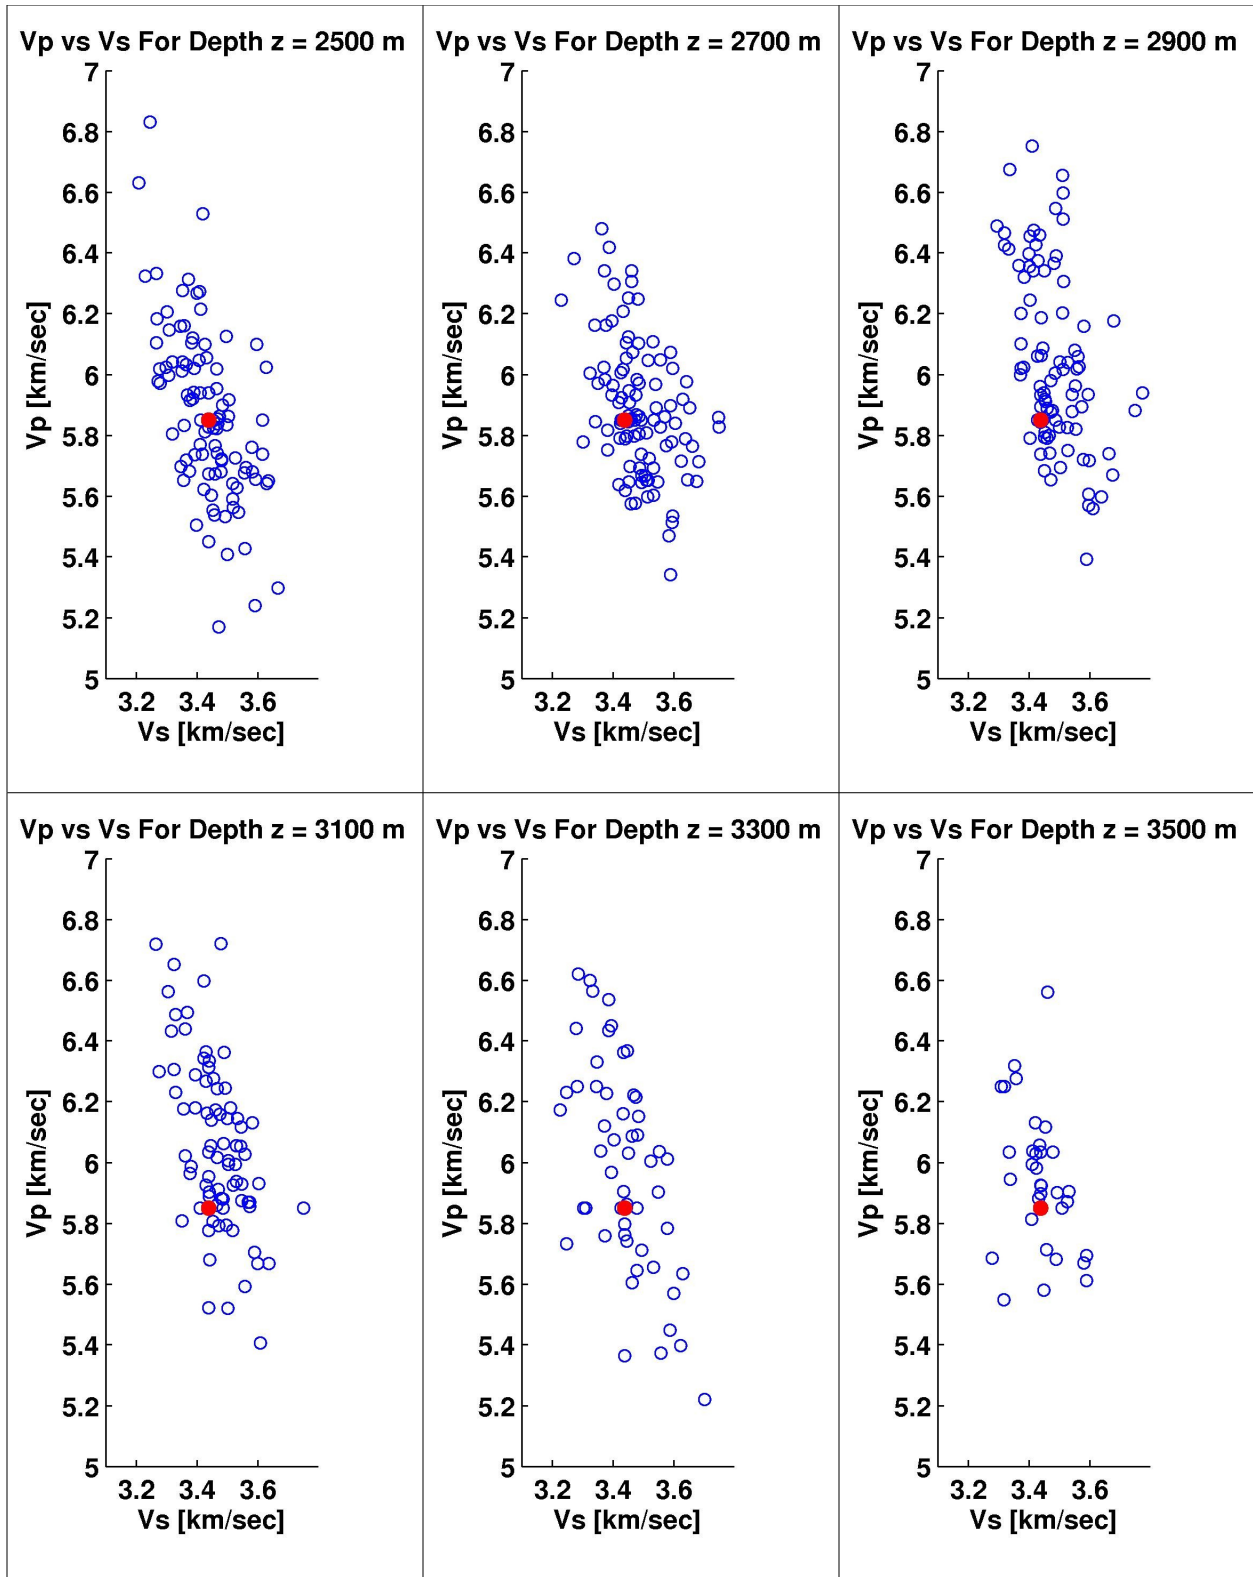 Vp vs Vs For Depth z = 2500 m
7
6.8
6.6
6.4
6.2
6
5.8
5.6
5.4
5.2
5
Vp [km/sec]
3.2 3.4 3.6
Vs [km/sec]
Vp vs Vs For Depth z = 2700 m
7
6.8
6.6
6.4
6.2
6
5.8
5.6
5.4
5.2
5
Vp [km/sec]
3.2 3.4 3.6
Vs [km/sec]
Vp vs Vs For Depth z = 2900 m
7
6.8
6.6
6.4
6.2
6
5.8
5.6
5.4
5.2
5
Vp [km/sec]
3.2 3.4 3.6
Vs [km/sec]
Vp vs Vs For Depth z = 3100 m
7
6.8
6.6
6.4
6.2
6
5.8
5.6
5.4
5.2
5
Vp [km/sec]
3.2 3.4 3.6
Vs [km/sec]
Vp vs Vs For Depth z = 3300 m
7
6.8
6.6
6.4
6.2
6
5.8
5.6
5.4
5.2
5
Vp [km/sec]
3.2 3.4 3.6
Vs [km/sec]
Vp vs Vs For Depth z = 3500 m
7
6.8
6.6
6.4
6.2
6
5.8
5.6
5.4
5.2
5
Vp [km/sec]
3.2 3.4 3.6
Vs [km/sec]